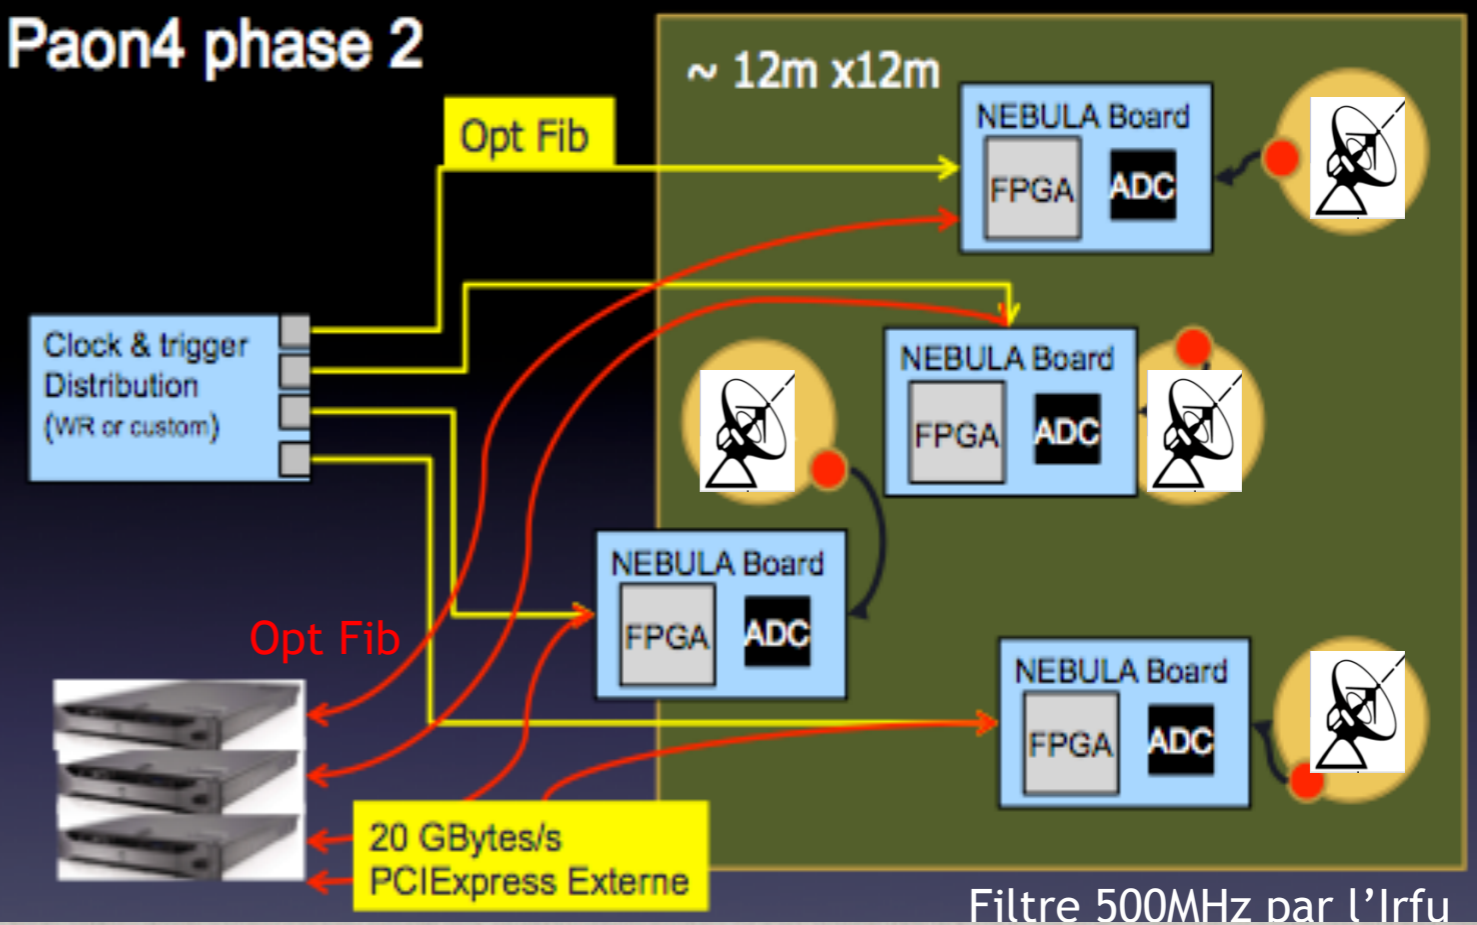 Paon4 phase 2
~ 12m x12m
Opt Fib
NEBULA Board
FPGA
ADC
Clock & trigger
Distribution
(WR or custom)
NEBULA Board
FPGA
ADC
NEBULA Board
FPGA
ADC
Opt Fib
NEBULA Board
FPGA
ADC
20 GBytes/s
PCIExpress Externe
Filtre 500MHz par l’Irfu